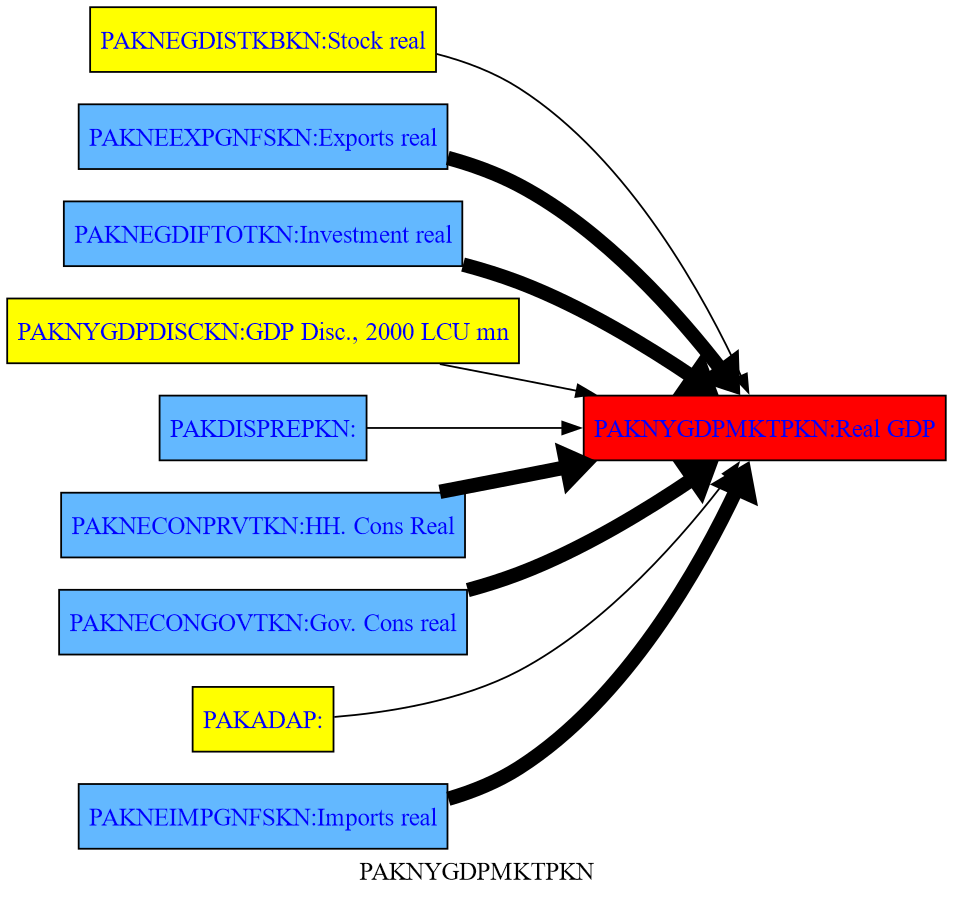 PAKNEGDISTKBKN:Stock real
PAKNEEXPGNFSKN:Exports real
PAKNEGDIFTOTKN:Investment real
PAKNYGDPDISCKN:GDP Disc., 2000 LCU mn
PAKDISPREPKN:
PAKNYGDPMKTPKN:Real GDP
PAKNECONPRVTKN:HH. Cons Real
PAKNECONGOVTKN:Gov. Cons real
PAKADAP:
PAKNEIMPGNFSKN:Imports real
PAKNYGDPMKTPKN